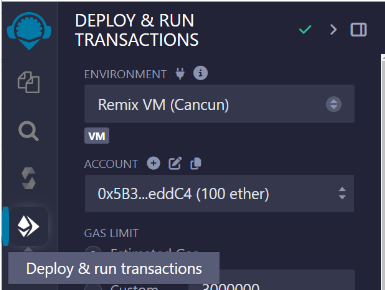 DEPLOY & RUN
TRANSACTIONS
ENVIRONMENT
Remix VM (Cancun)
VM
ACCOUNT
0x5B3...eddC4 (100 ether)
GAS LIMIT
Estimated Gas
Deploy & run transactions
Custom 3000000